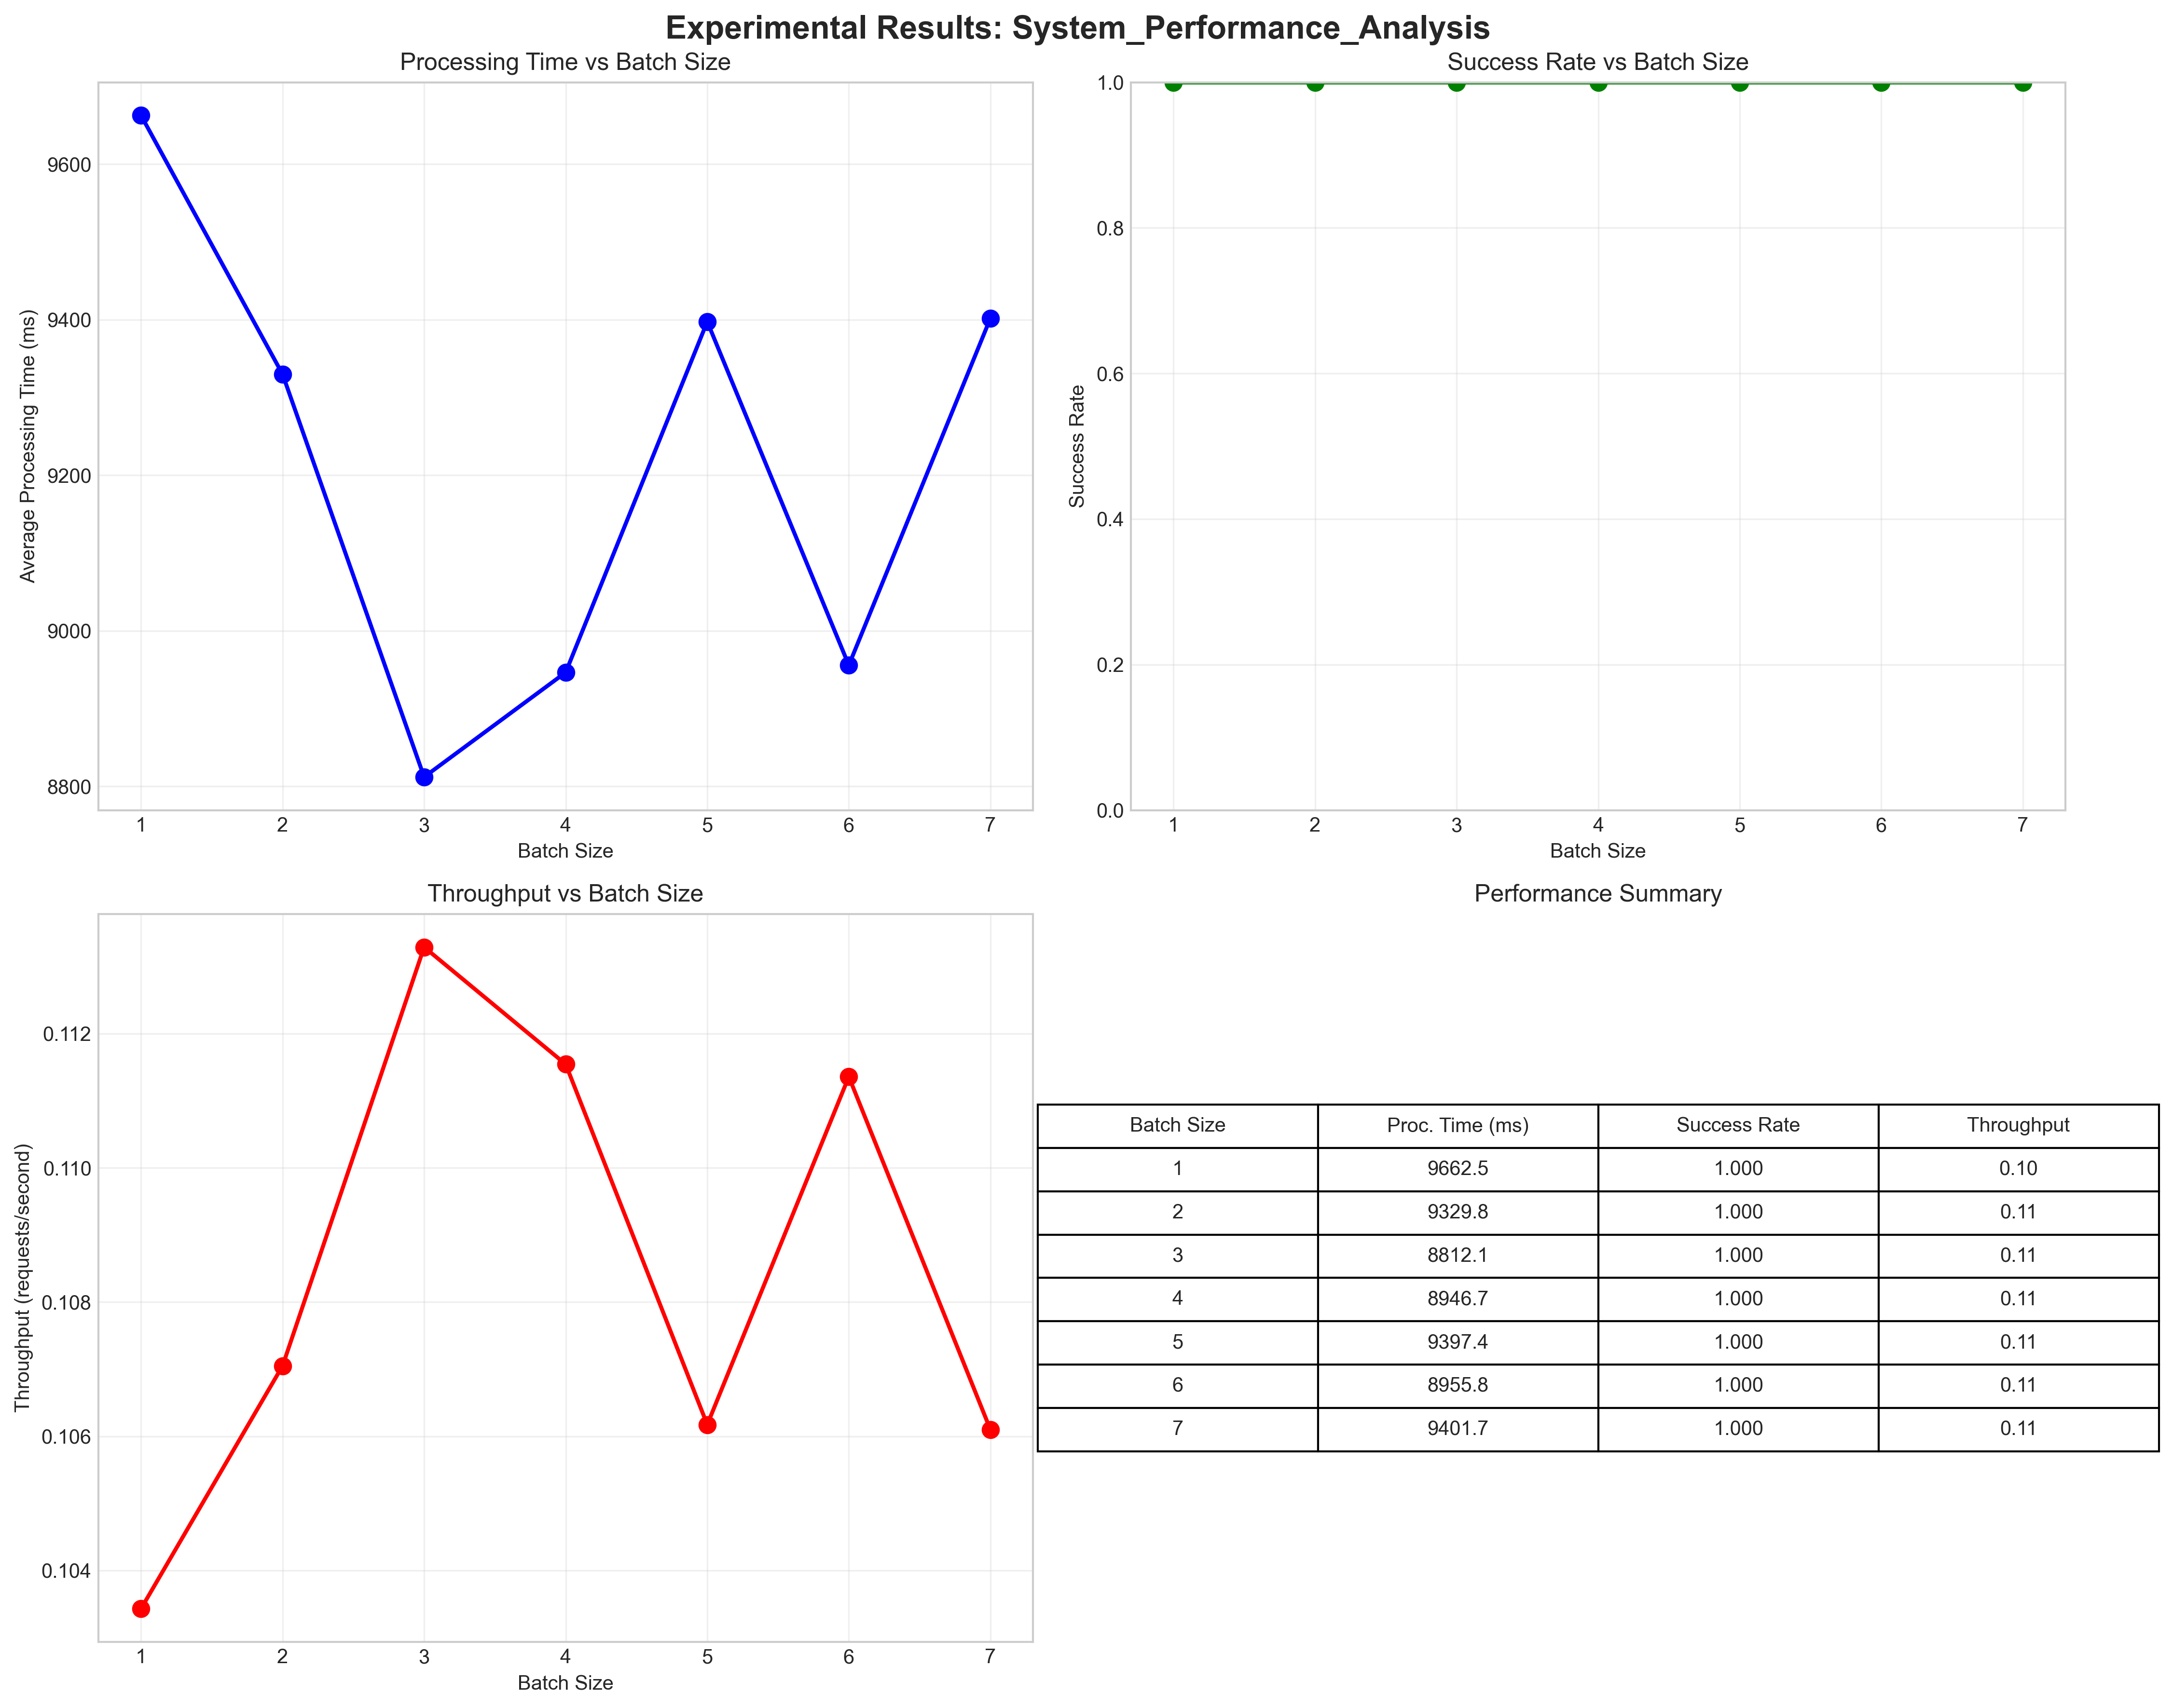 Experimental Results: System_Performance_Analysis
Processing Time vs Batch Size
Average Processing Time (ms)
9600
9400
9200
9000
8800
1 2 3 4 5 6 7
Batch Size
Success Rate vs Batch Size
Success Rate
1.0
0.8
0.6
0.4
0.2
0.0
1 2 3 4 5 6 7
Batch Size
Throughput vs Batch Size
Throughput (requests/second)
0.112
0.110
0.108
0.106
0.104
1 2 3 4 5 6 7
Batch Size
Performance Summary
Batch Size Proc. Time (ms) Success Rate Throughput
1 9662.5 1.000 0.10
2 9329.8 1.000 0.11
3 8812.1 1.000 0.11
4 8946.7 1.000 0.11
5 9397.4 1.000 0.11
6 8955.8 1.000 0.11
7 9401.7 1.000 0.11